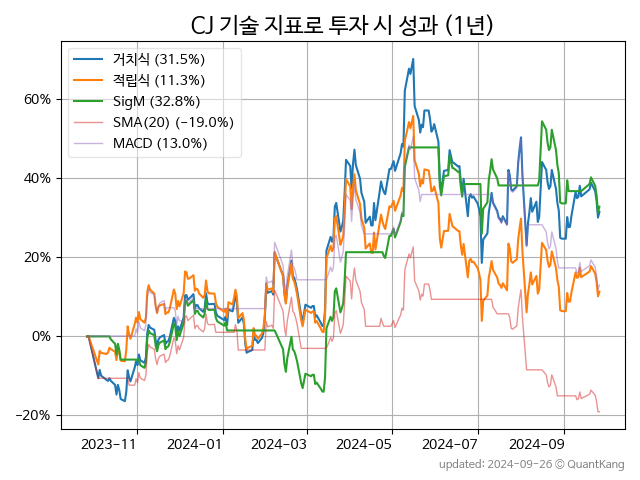 CJ 기술 지표로 투자 시 성과 (1년)
거치식 (31.5%)
적립식 (11.3%)
SigM (32.8%)
SMA(20) (−19.0%)
MACD (13.0%)
60%
40%
20%
0%
−20%
2023-11 2024-01 2024-03 2024-05 2024-07 2024-09
updated: 2024-09-26 © QuantKang